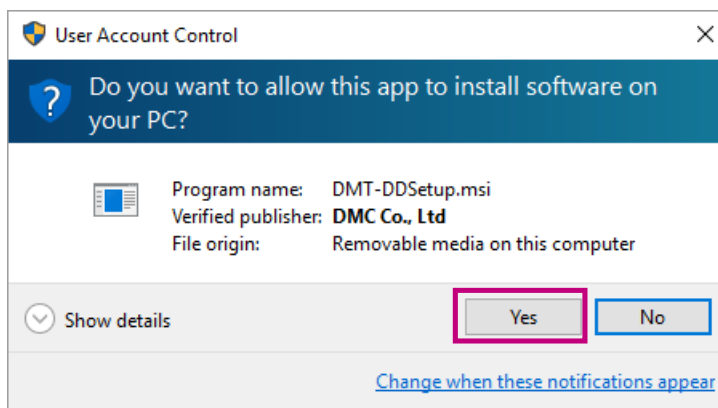 User Account Control
Do you want to allow this app to install software on
your PC?
Program name: DMT-DDSetup.msi
Verified publisher: DMC Co., Ltd
File origin: Removable media on this computer
Show details
Yes
No
Change when these notifications appear